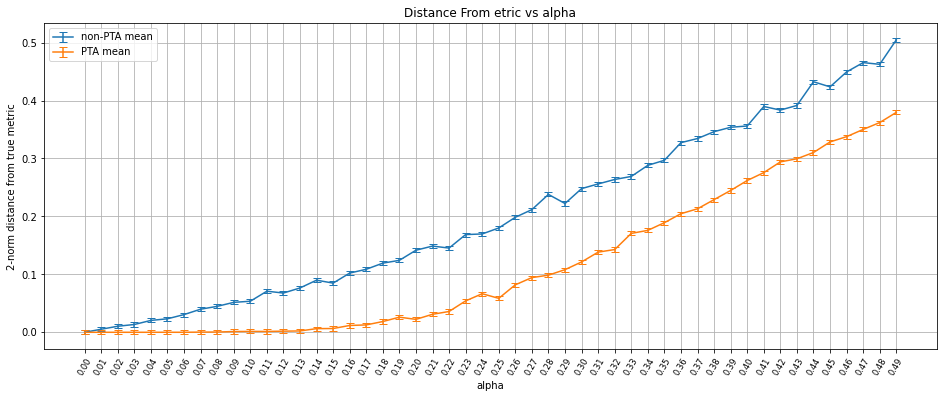 Distance From etric vs alpha
non-PTA mean
PTA mean
2-norm distance from true metric
0.5
0.4
0.3
0.2
0.1
0.0
0.00 0.01 0.02 0.03 0.04 0.05 0.06 0.07 0.08 0.09 0.10 0.11 0.12 0.13 0.14 0.15 0.16 0.17 0.18 0.19 0.20 0.21 0.22 0.23 0.24 0.25 0.26 0.27 0.28 0.29 0.30 0.31 0.32 0.33 0.34 0.35 0.36 0.37 0.38 0.39 0.40 0.41 0.42 0.43 0.44 0.45 0.46 0.47 0.48 0.49
alpha